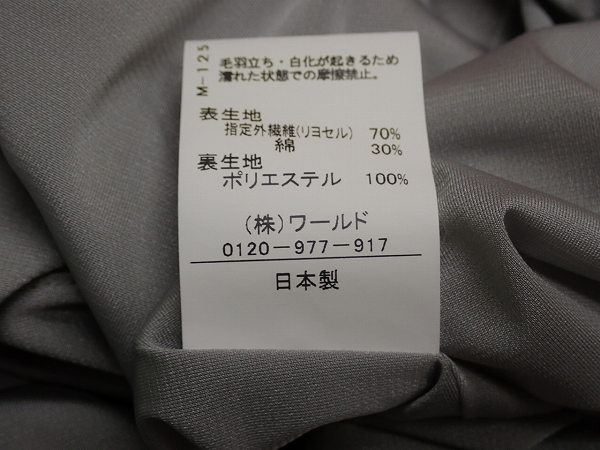 M-125
毛羽立ち・白化が起きるため
濡れた状態での摩擦禁止。
表生地
指定外繊維(リヨセル) 70%
綿 30%
裏生地
ポリエステル 100%
(株)ワールド
0120-977-917
日本製